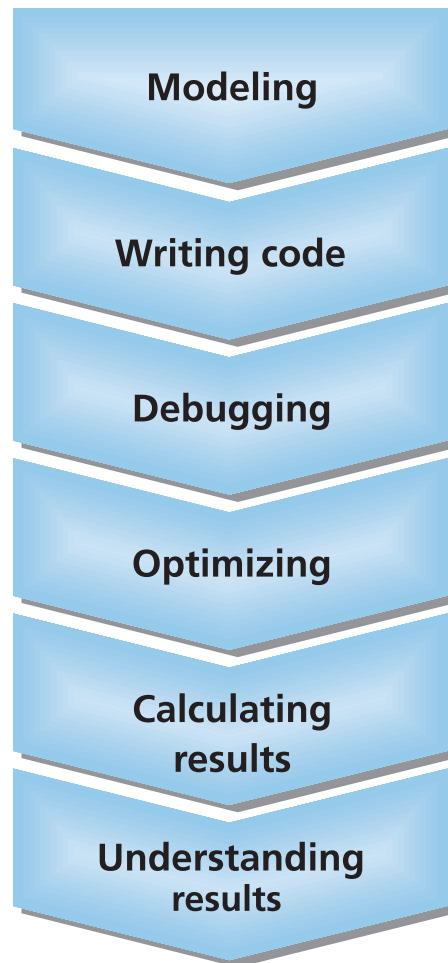 Modeling
Writing code
Debugging
Optimizing
Calculating
results
Understanding
results